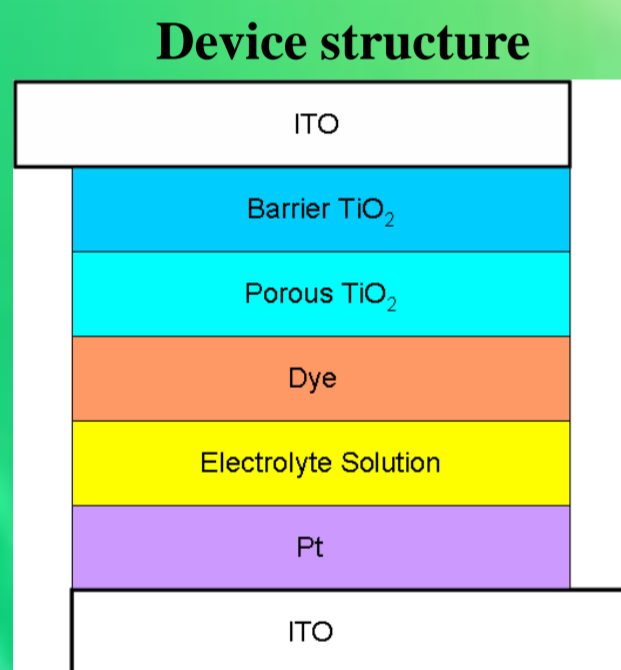 Device structure
ITO
Barrier TiO₂
Porous TiO₂
Dye
Electrolyte Solution
Pt
ITO